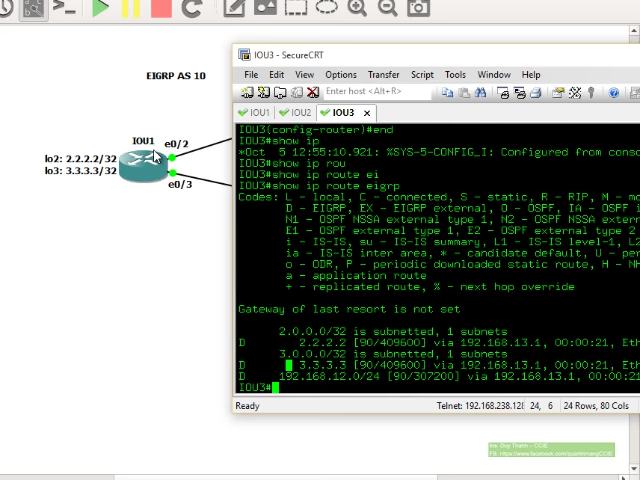 EIGRP AS 10
IOU1
e0/2
lo2: 2.2.2.2/32
lo3: 3.3.3.3/32
e0/3
IOU3 - SecureCRT
File Edit View Options Transfer Script Tools Window Help
Enter host <Alt+R>
IOU1 IOU2 IOU3
IOU3(config-router)#end
IOU3#show ip
*Oct  5 12:55:10.921: %SYS-5-CONFIG_I: Configured from conso
IOU3#show ip rou
IOU3#show ip route ei
IOU3#show ip route eigrp
Codes: L - local, C - connected, S - static, R - RIP, M - mo
D - EIGRP, EX - EIGRP external, O - OSPF, IA - OSPF i
N1 - OSPF NSSA external type 1, N2 - OSPF NSSA exte
E1 - OSPF external type 1, E2 - OSPF external type 2
i - IS-IS, su - IS-IS summary, L1 - IS-IS level-1, L2
ia - IS-IS inter area, * - candidate default, U - per
o - ODR, P - periodic downloaded static route, H - NH
a - application route
+ - replicated route, % - next hop override
Gateway of last resort is not set
2.0.0.0/32 is subnetted, 1 subnets
D 2.2.2.2 [90/409600] via 192.168.13.1, 00:00:21, Eth
3.0.0.0/32 is subnetted, 1 subnets
D 3.3.3.3 [90/409600] via 192.168.13.1, 00:00:21, Eth
D 192.168.12.0/24 [90/307200] via 192.168.13.1, 00:00:21
IOU3#
Ready Telnet: 192.168.238.128 24, 6 24 Rows, 80 Cols